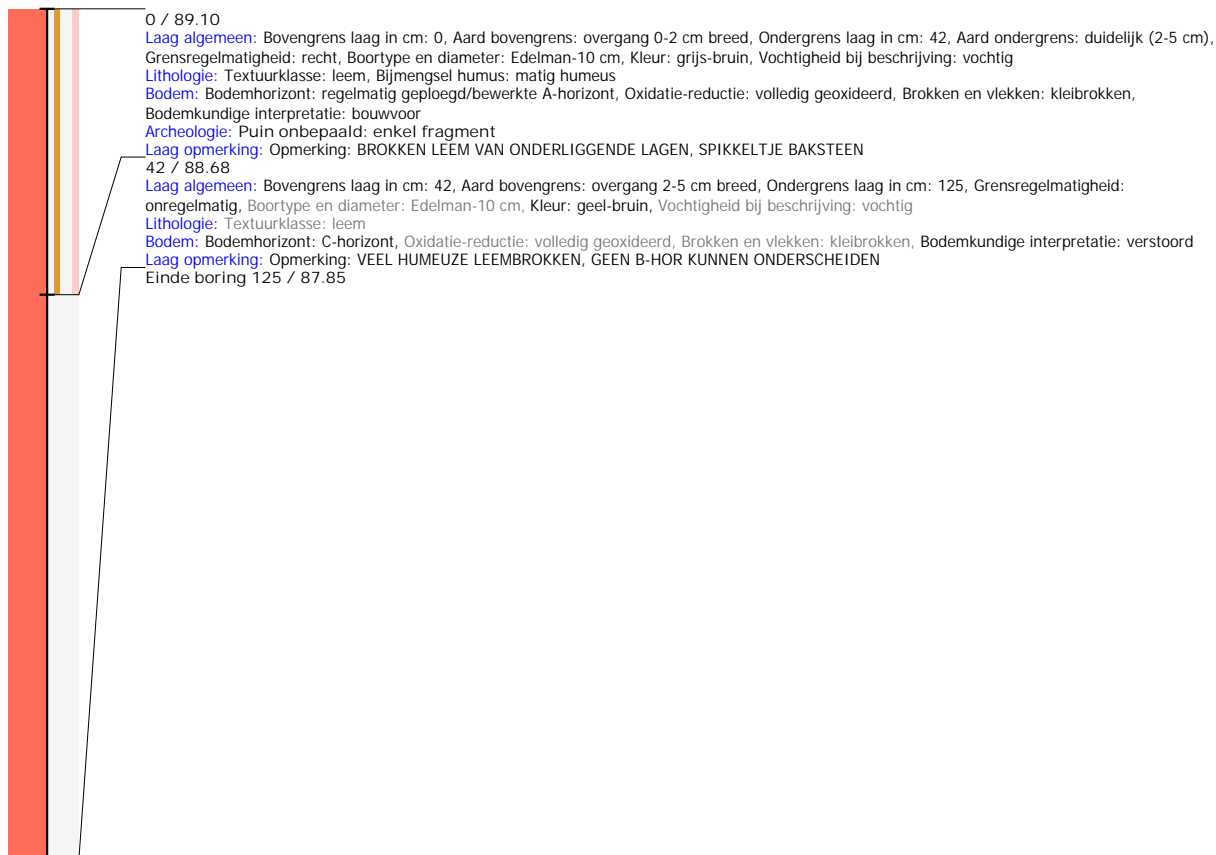 0 / 89.10
Laag algemeen: Bovengrens laag in cm: 0, Aard bovengrens: overgang 0-2 cm breed, Ondergrens laag in cm: 42, Aard ondergrens: duidelijk (2-5 cm),
Grensregelmatigheid: recht, Boortype en diameter: Edelman-10 cm, Kleur: grijs-bruin, Vochtigheid bij beschrijving: vochtig
Lithologie: Textuurklasse: leem, Bijmengsel humus: matig humeus
Bodem: Bodemhorizont: regelmatig geploegd/bewerkte A-horizont, Oxidatie-reductie: volledig geoxideerd, Brokken en vlekken: kleibrokken,
Bodemkundige interpretatie: bouwvoor
Archeologie: Puin onbepaald: enkel fragment
Laag opmerking: Opmerking: BROKKEN LEEM VAN ONDERLIGGENDE LAGEN, SPIKKELTJE BAKSTEEN
42 / 88.68
Laag algemeen: Bovengrens laag in cm: 42, Aard bovengrens: overgang 2-5 cm breed, Ondergrens laag in cm: 125, Grensregelmatigheid:
onregelmatig, Boortype en diameter: Edelman-10 cm, Kleur: geel-bruin, Vochtigheid bij beschrijving: vochtig
Lithologie: Textuurklasse: leem
Bodem: Bodemhorizont: C-horizont, Oxidatie-reductie: volledig geoxideerd, Brokken en vlekken: kleibrokken, Bodemkundige interpretatie: verstoord
Laag opmerking: Opmerking: VEEL HUMEUZE LEEMBROKKEN, GEEN B-HOR KUNNEN ONDERSCHEIDEN
Einde boring 125 / 87.85